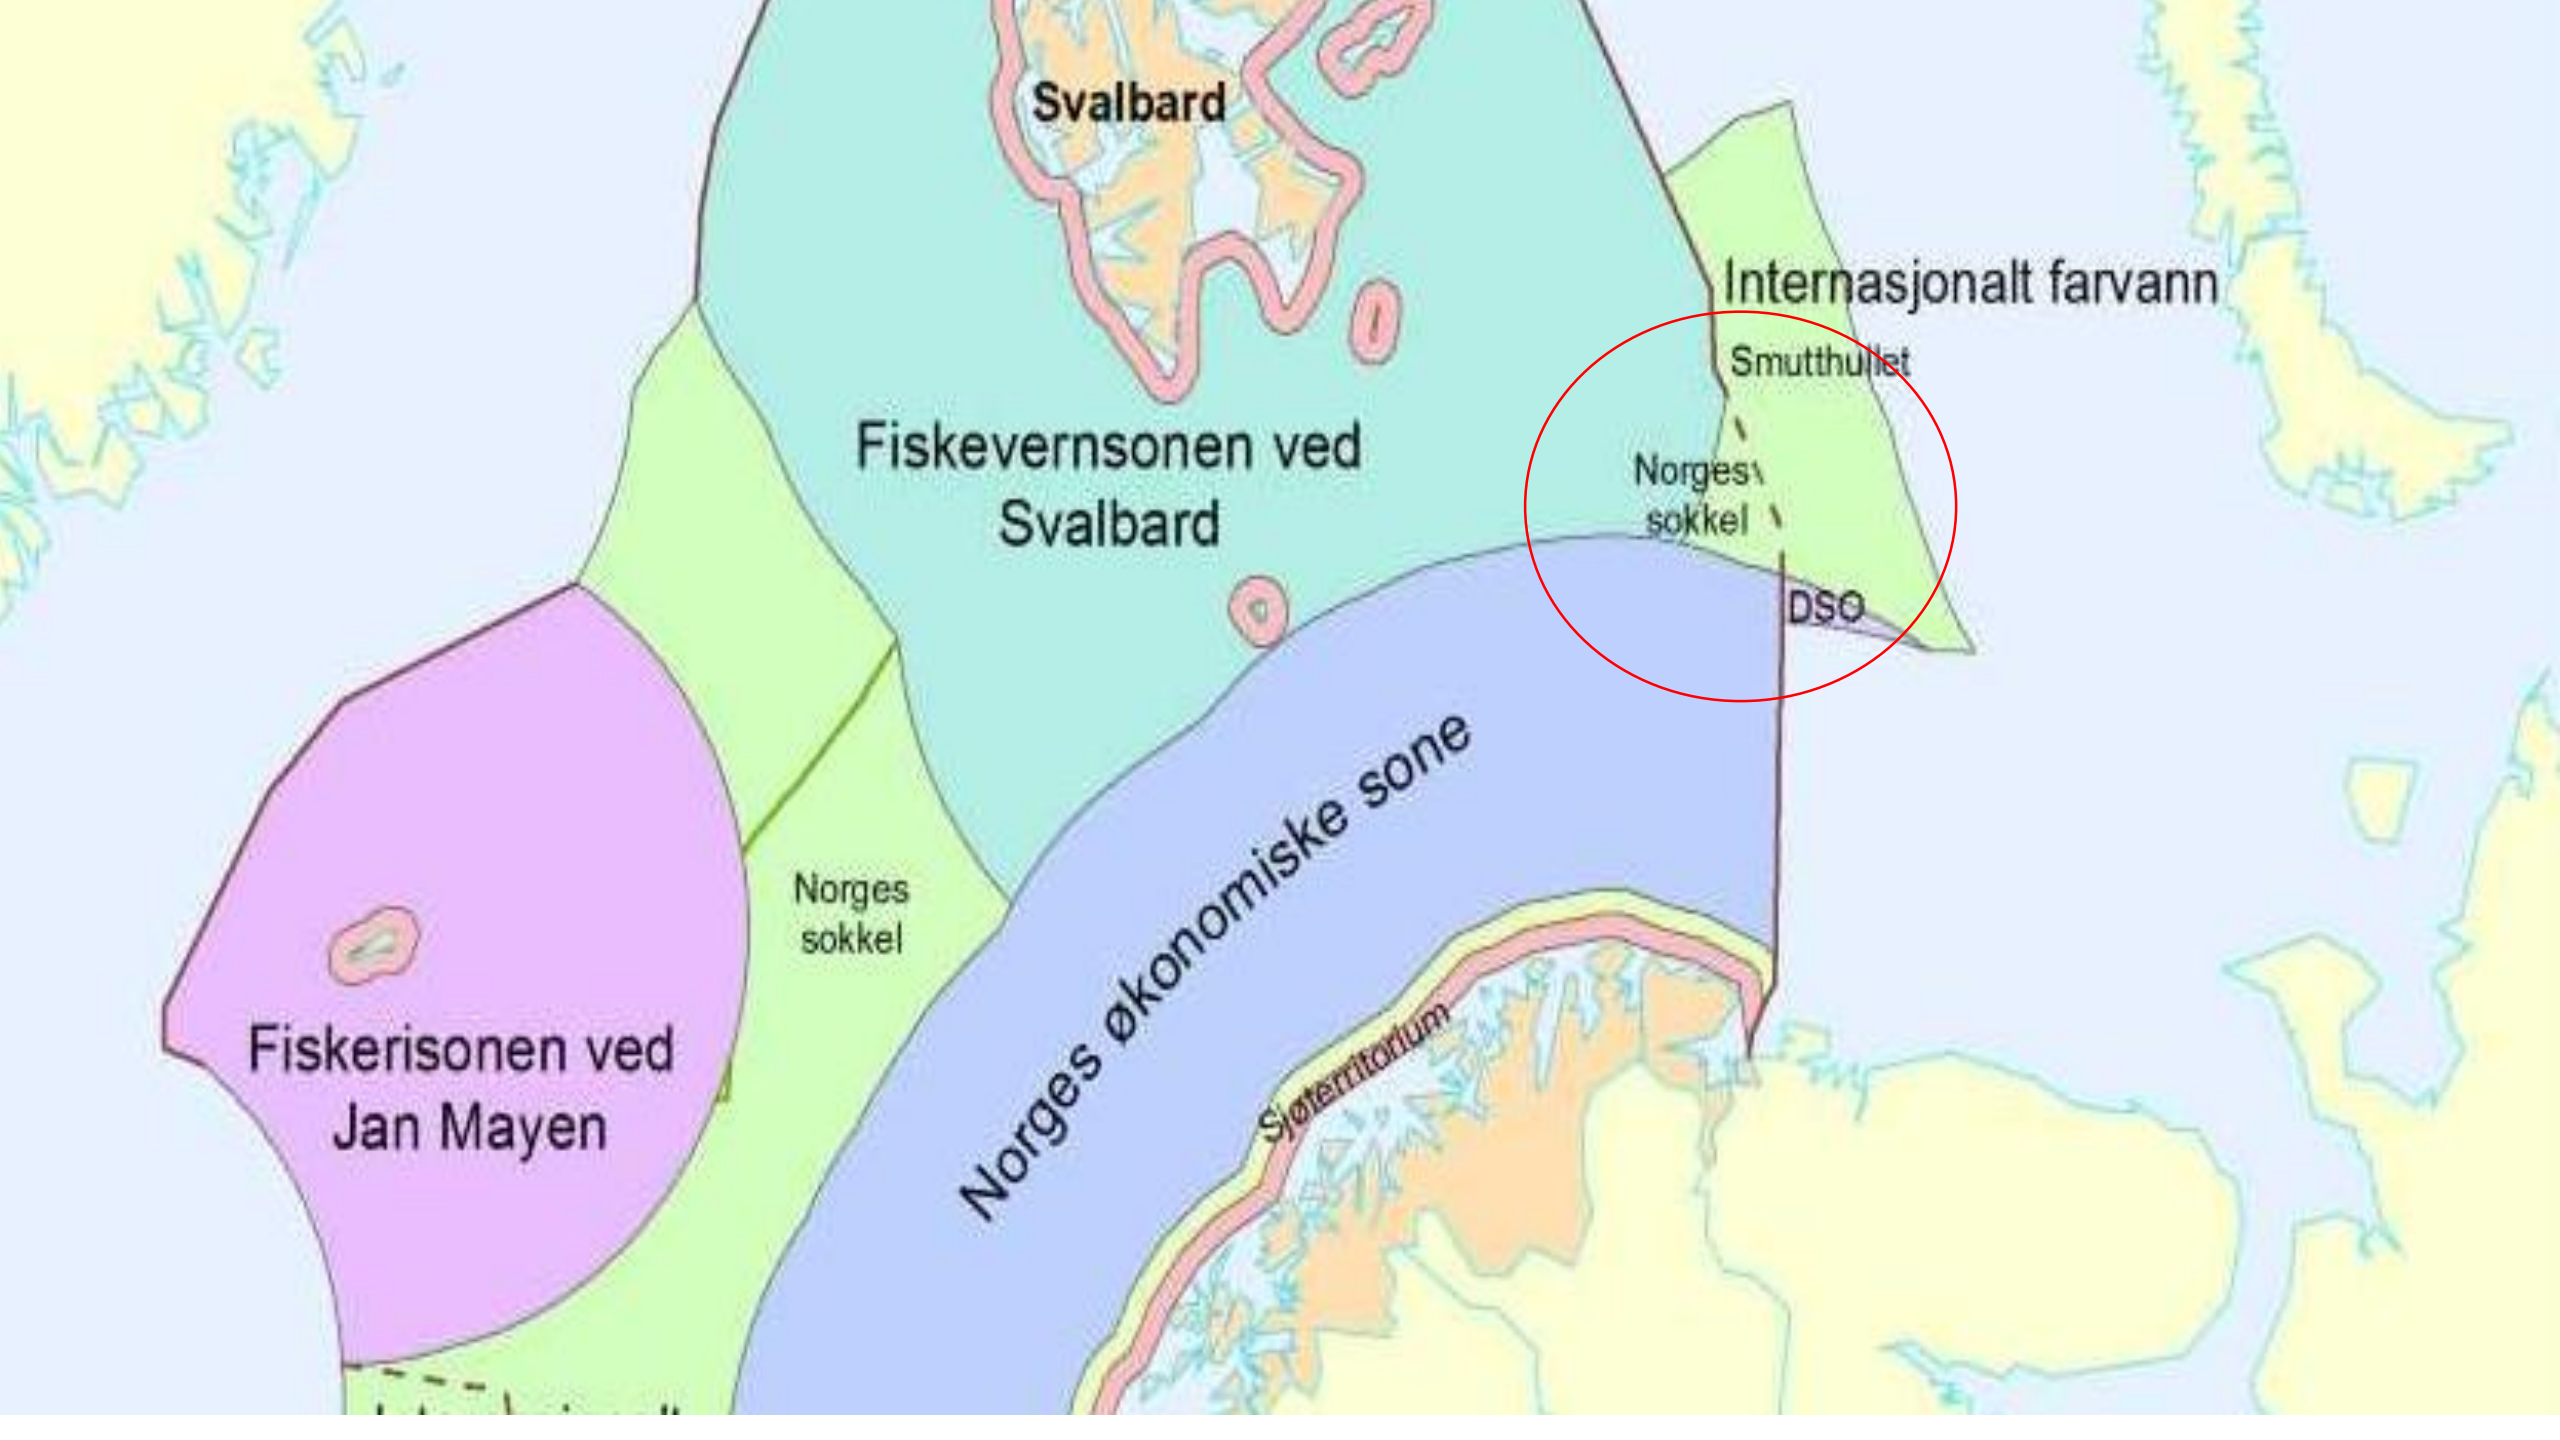 Svalbard
Internasjonalt farvann
Smutthullet
Fiskevernsonen ved
Svalbard
Norges
sokkel
DSO
Norges økonomiske sone
Norges
sokkel
Fiskerisonen ved
Jan Mayen
Sjøterritorium